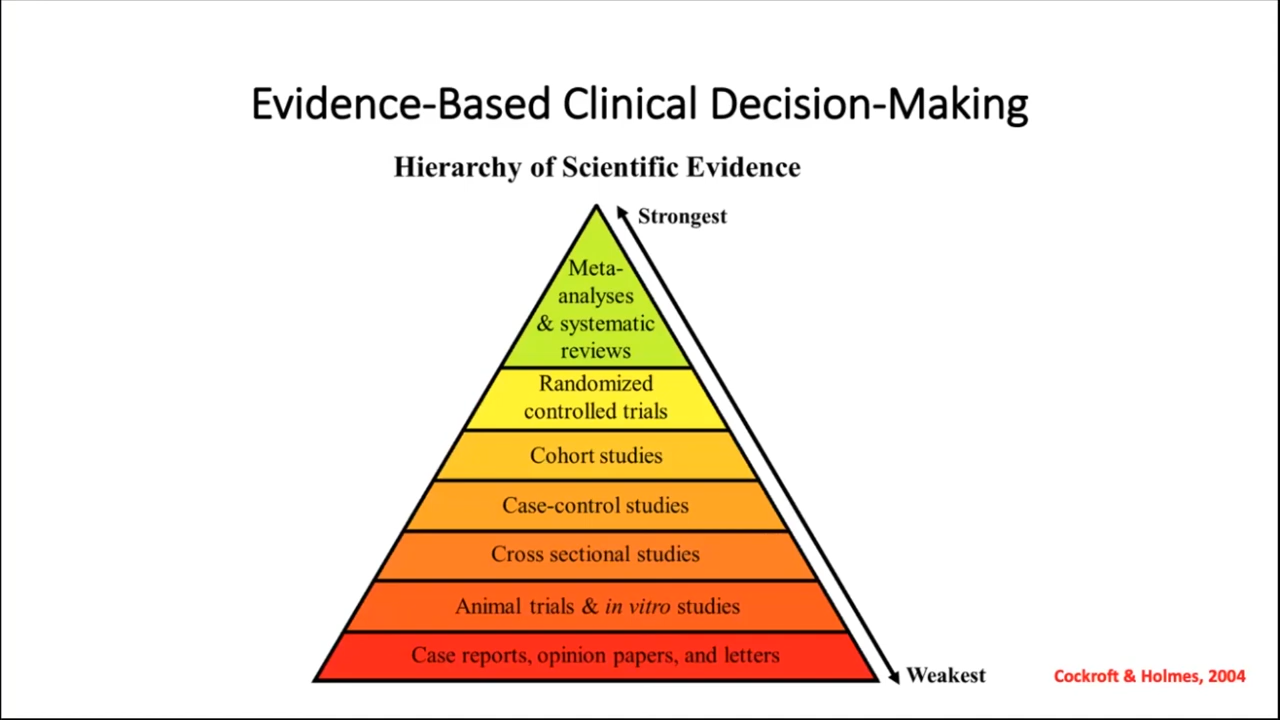 Evidence-Based Clinical Decision-Making
Hierarchy of Scientific Evidence
Strongest
Meta-
analyses
& systematic
reviews
Randomized
controlled trials
Cohort studies
Case-control studies
Cross sectional studies
Animal trials & in vitro studies
Case reports, opinion papers, and letters
Weakest
Cockroft & Holmes, 2004